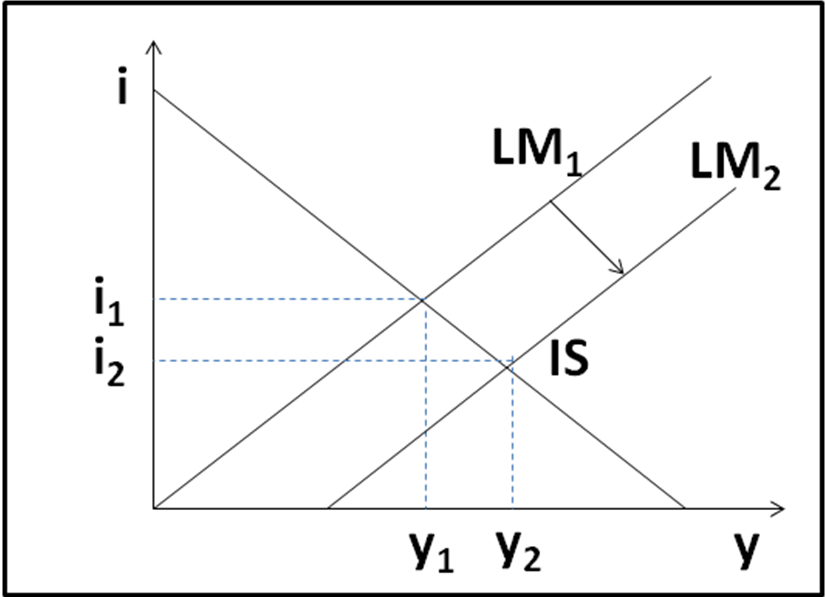 i
LM₁
LM₂
i₁
i₂
IS
y₁
y₂
y